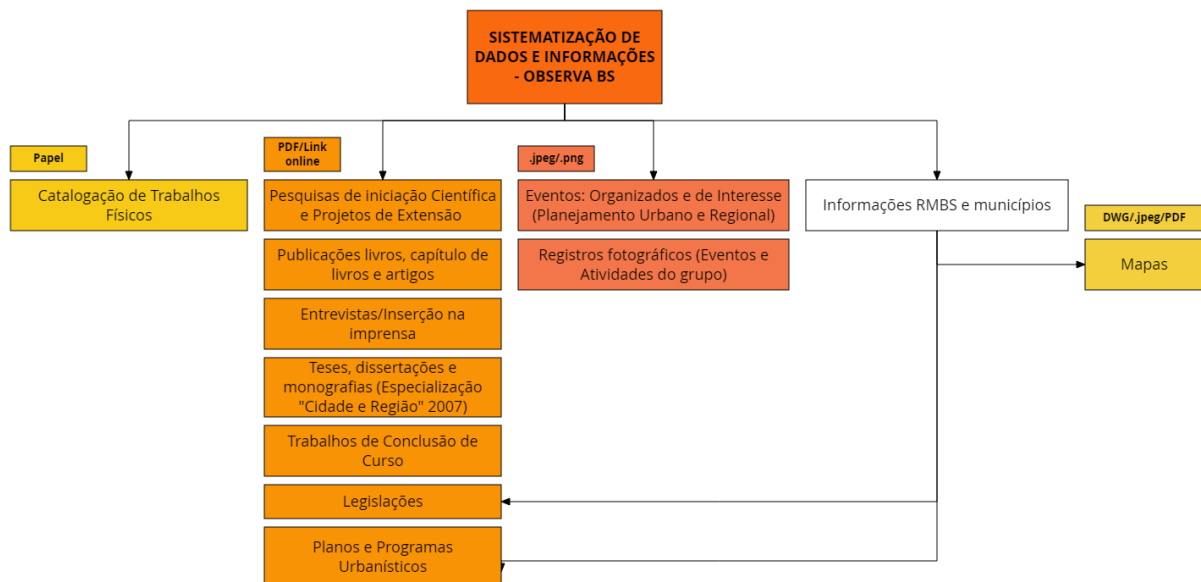 SISTEMATIZAÇÃO DE
DADOS E INFORMAÇÕES
- OBSERVA BS
Papel
Catalogação de Trabalhos
Físicos
PDF/Link
online
Pesquisas de iniciação Científica
e Projetos de Extensão
Publicações livros, capítulo de
livros e artigos
Entrevistas/Inserção na
imprensa
Teses, dissertações e
monografias (Especialização
"Cidade e Região" 2007)
Trabalhos de Conclusão de
Curso
Legislações
Planos e Programas
Urbanísticos
.jpeg/.png
Eventos: Organizados e de Interesse
(Planejamento Urbano e Regional)
Registros fotográficos (Eventos e
Atividades do grupo)
Informações RMBS e municípios
DWG/.jpeg/PDF
Mapas